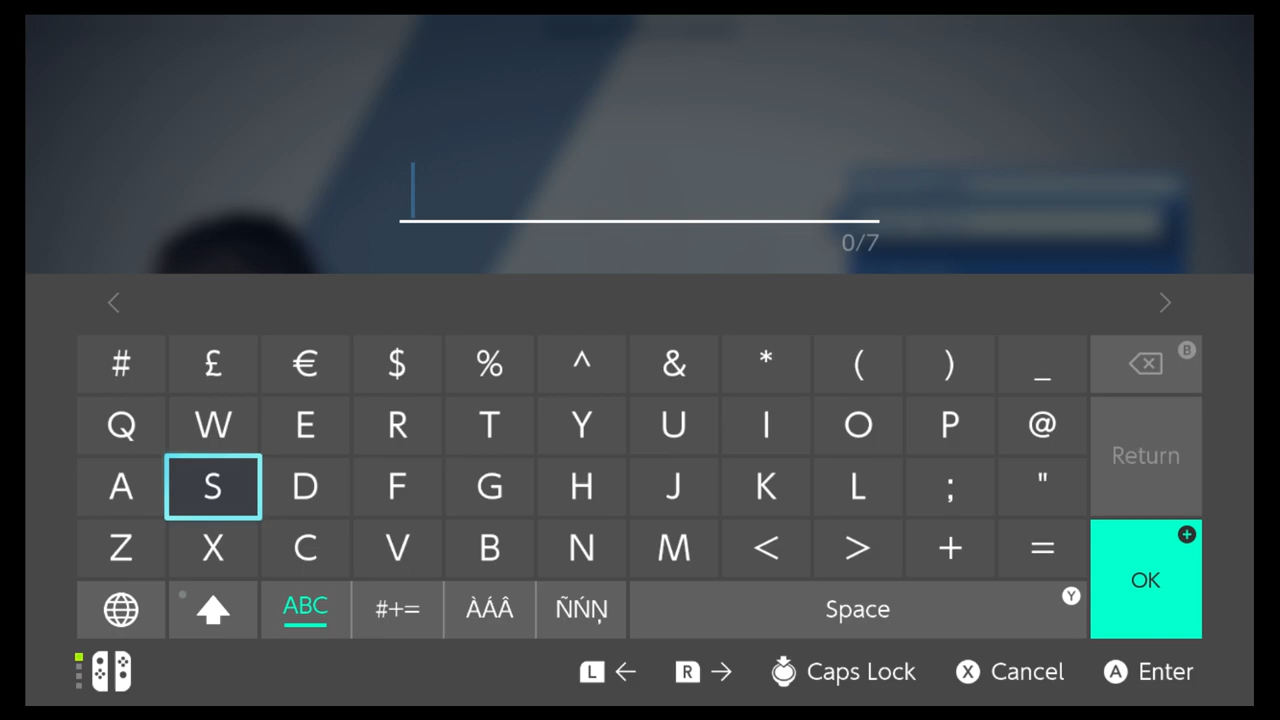 0/7
# £ € $ % ^ & * ( ) _ B
Q W E R T Y U I O P @ Return
A S D F G H J K L ; "
Z X C V B N M < > + = OK +
ABC #+= ÀÁÂ ÑŃŅ Space Y
L ← R → Caps Lock X Cancel A Enter